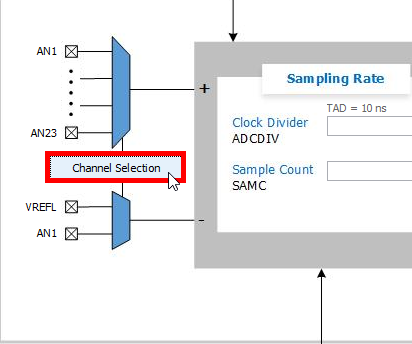 AN1
AN23
Channel Selection
VREFL
AN1
+
-
Sampling Rate
TAD = 10 ns
Clock Divider
ADCDIV
Sample Count
SAMC